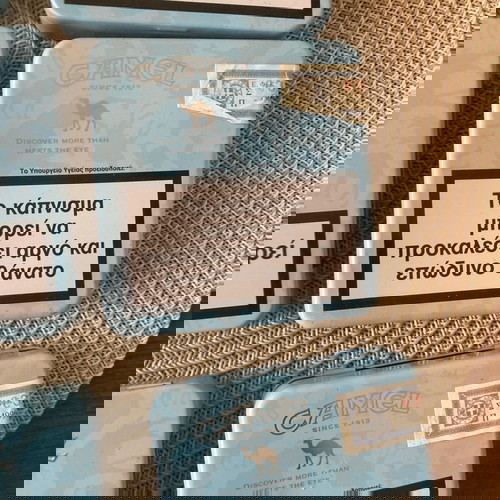 CAMEL
SINCE 1913
DISCOVER MORE THAN
MEETS THE EYE
Το Υπουργείο Υγείας προειδοποιεί:
Το κάπνισμα
μπορεί να
προκαλέσει αργό και
επώδυνο θάνατο
ρεί
CAMEL
SINCE 1913
DISCOVER MORE THAN
MEETS THE EYE